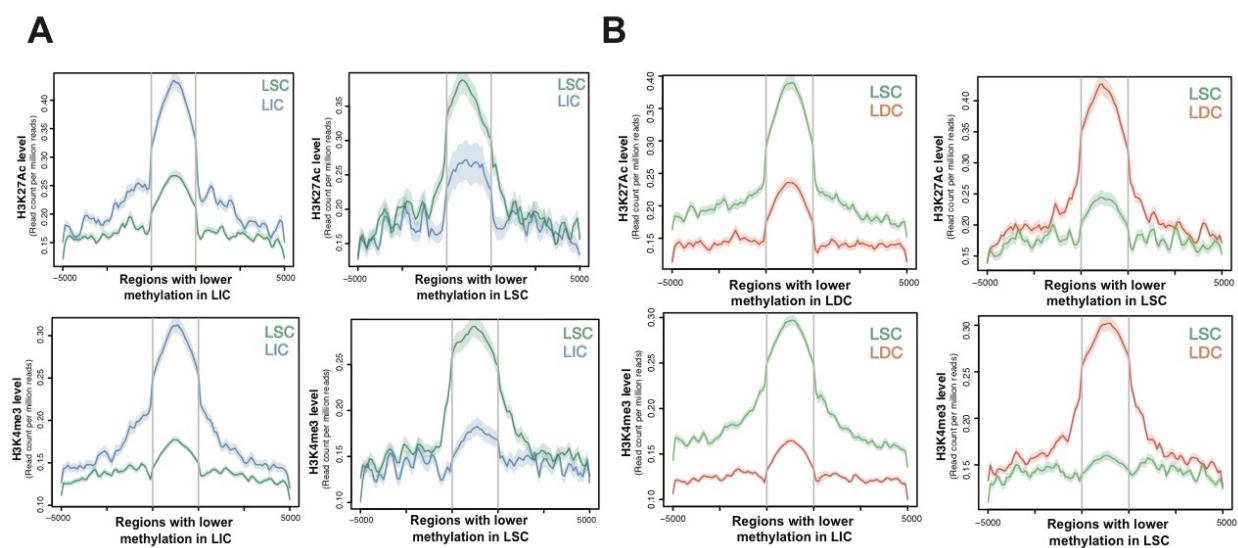 A
B
H3K27Ac level
(Read count per million reads)
0.15 0.20 0.25 0.30 0.35 0.40
LSC
LIC
−5000 5000
Regions with lower
methylation in LIC
H3K27Ac level
(Read count per million reads)
0.15 0.20 0.25 0.30 0.35
LSC
LIC
−5000 5000
Regions with lower
methylation in LSC
H3K27Ac level
(Read count per million reads)
0.15 0.20 0.25 0.30 0.35 0.40
LSC
LDC
−5000 5000
Regions with lower
methylation in LDC
H3K27Ac level
(Read count per million reads)
0.15 0.20 0.25 0.30 0.35 0.40
LSC
LDC
−5000 5000
Regions with lower
methylation in LSC
H3K4me3 level
(Read count per million reads)
0.10 0.15 0.20 0.25 0.30
LSC
LIC
−5000 5000
Regions with lower
methylation in LIC
H3K4me3 level
(Read count per million reads)
0.10 0.15 0.20 0.25
LSC
LIC
−5000 5000
Regions with lower
methylation in LSC
H3K4me3 level
(Read count per million reads)
0.10 0.15 0.20 0.25 0.30
LSC
LDC
−5000 5000
Regions with lower
methylation in LIC
H3K4me3 level
(Read count per million reads)
0.15 0.20 0.25 0.30
LSC
LDC
−5000 5000
Regions with lower
methylation in LSC